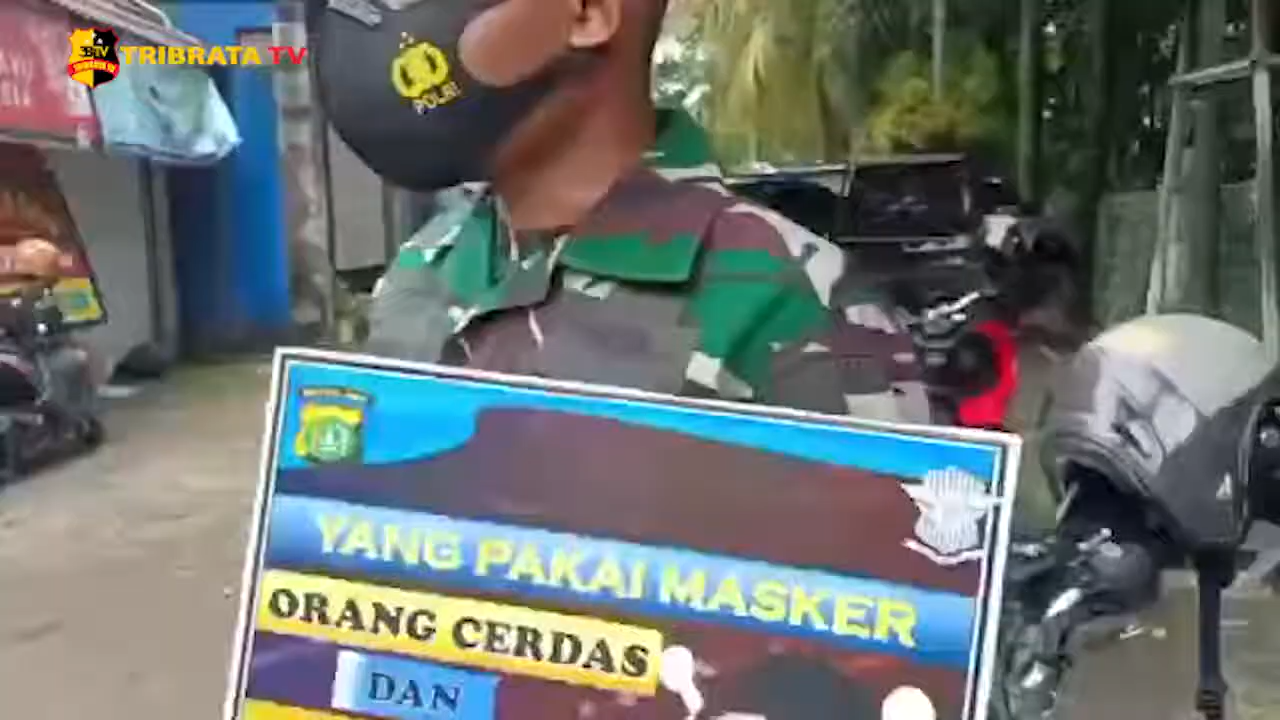 TRIBRATA TV
POLRI
YANG PAKAI MASKER
ORANG CERDAS
DAN